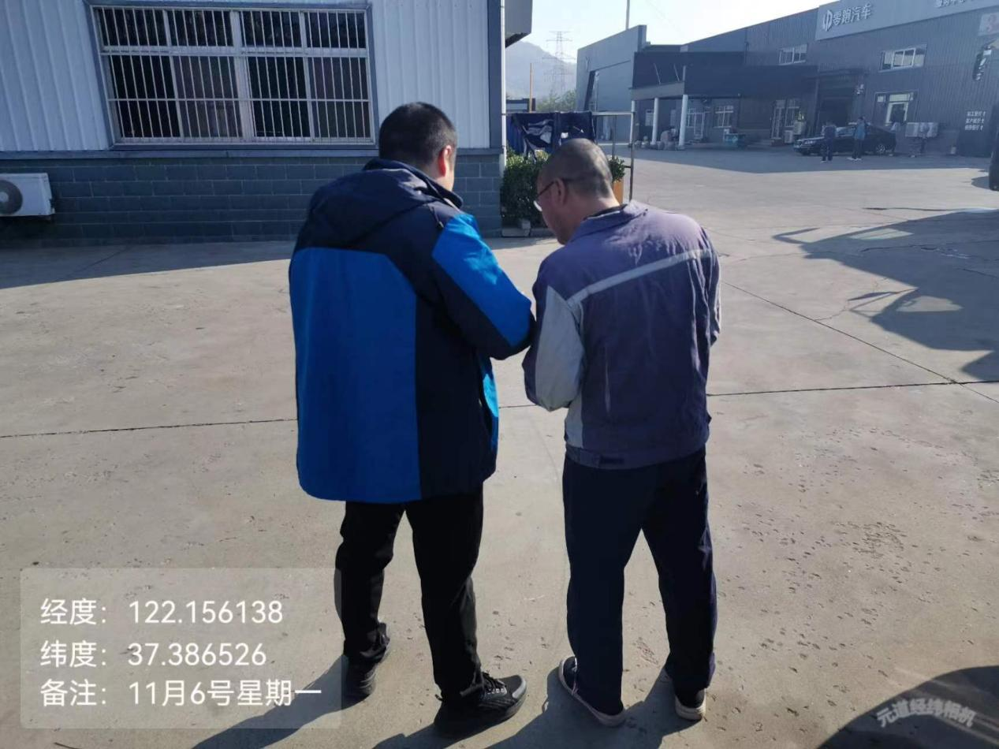 零跑汽车
经度：122.156138
纬度：37.386526
备注：11月6号星期一
元道经纬相机